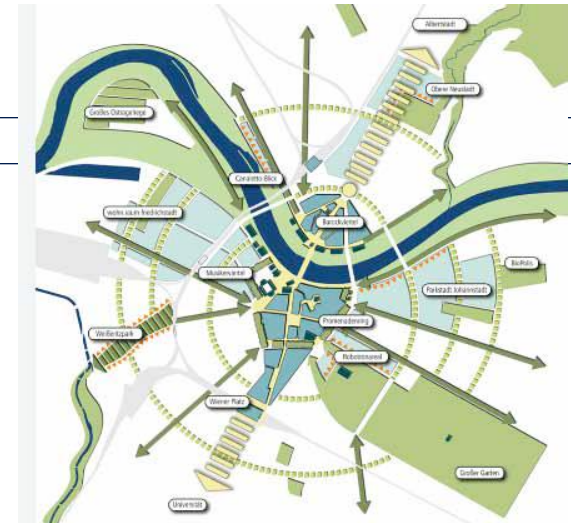 Albertstadt
Obere Neustadt
Großes Ostragehege
Canaletto Blick
wohn.raum friedrichstadt
Barockviertel
Musikerviertel
BioPolis
Parkstadt Johannstadt
Promenadenring
Weißeritzpark
Robotronareal
Wiener Platz
Großer Garten
Universität